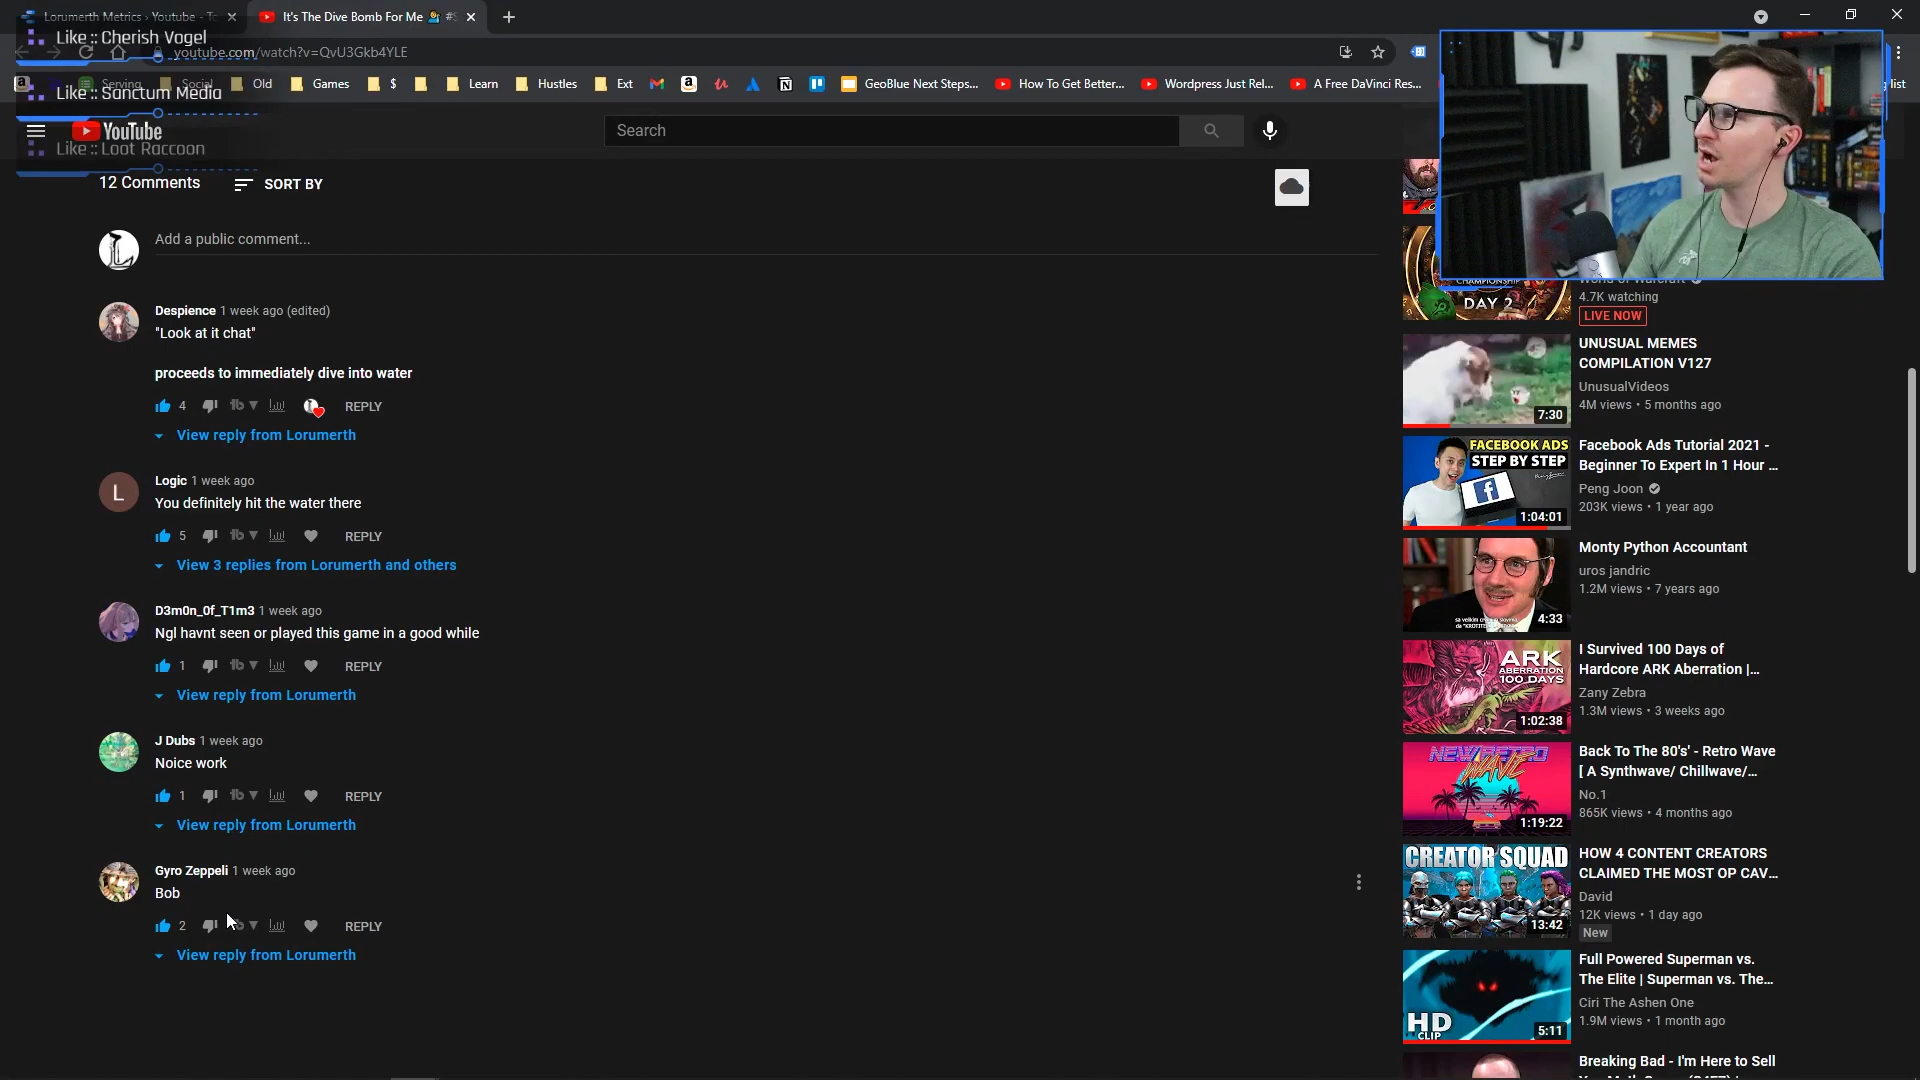 Lorumerth Metrics › Youtube - T
It's The Dive Bomb For Me
Like :: Cherish Vogel
youtube.com/watch?v=QvU3Gkb4YLE
Serving
Social
Old
Games
$
Learn
Hustles
Ext
GeoBlue Next Steps...
How To Get Better...
Wordpress Just Rel...
A Free DaVinci Res...
list
Like :: Sanctum Media
YouTube
Search
Like :: Loot Raccoon
12 Comments
SORT BY
Add a public comment...
Despience 1 week ago (edited)
"Look at it chat"
proceeds to immediately dive into water
4 REPLY
View reply from Lorumerth
Logic 1 week ago
L
You definitely hit the water there
5 REPLY
View 3 replies from Lorumerth and others
D3m0n_0f_T1m3 1 week ago
Ngl havnt seen or played this game in a good while
1 REPLY
View reply from Lorumerth
J Dubs 1 week ago
Noice work
1 REPLY
View reply from Lorumerth
Gyro Zeppeli 1 week ago
Bob
2 REPLY
View reply from Lorumerth
CHAMPIONSHIP
DAY 2
World of Warcraft
4.7K watching
LIVE NOW
UNUSUAL MEMES
COMPILATION V127
UnusualVideos
4M views • 5 months ago
7:30
FACEBOOK ADS
STEP BY STEP
1:04:01
Facebook Ads Tutorial 2021 -
Beginner To Expert In 1 Hour ...
Peng Joon
203K views • 1 year ago
4:33
Monty Python Accountant
uros jandric
1.2M views • 7 years ago
ARK
ABERRATION
100 DAYS
1:02:38
I Survived 100 Days of
Hardcore ARK Aberration |...
Zany Zebra
1.3M views • 3 weeks ago
NEW RETRO
WAVE
1:19:22
Back To The 80's' - Retro Wave
[ A Synthwave/ Chillwave/...
No.1
865K views • 4 months ago
CREATOR SQUAD
13:42
HOW 4 CONTENT CREATORS
CLAIMED THE MOST OP CAV...
David
12K views • 1 day ago
New
HD
CLIP
5:11
Full Powered Superman vs.
The Elite | Superman vs. The...
Ciri The Ashen One
1.9M views • 1 month ago
Breaking Bad - I'm Here to Sell